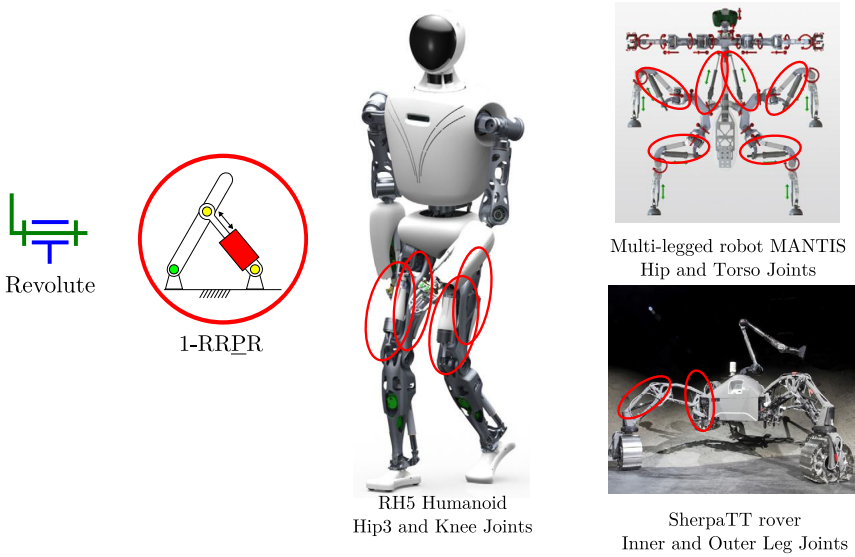 Revolute
1-RRPR
RH5 Humanoid
Hip3 and Knee Joints
Multi-legged robot MANTIS
Hip and Torso Joints
SherpaTT rover
Inner and Outer Leg Joints